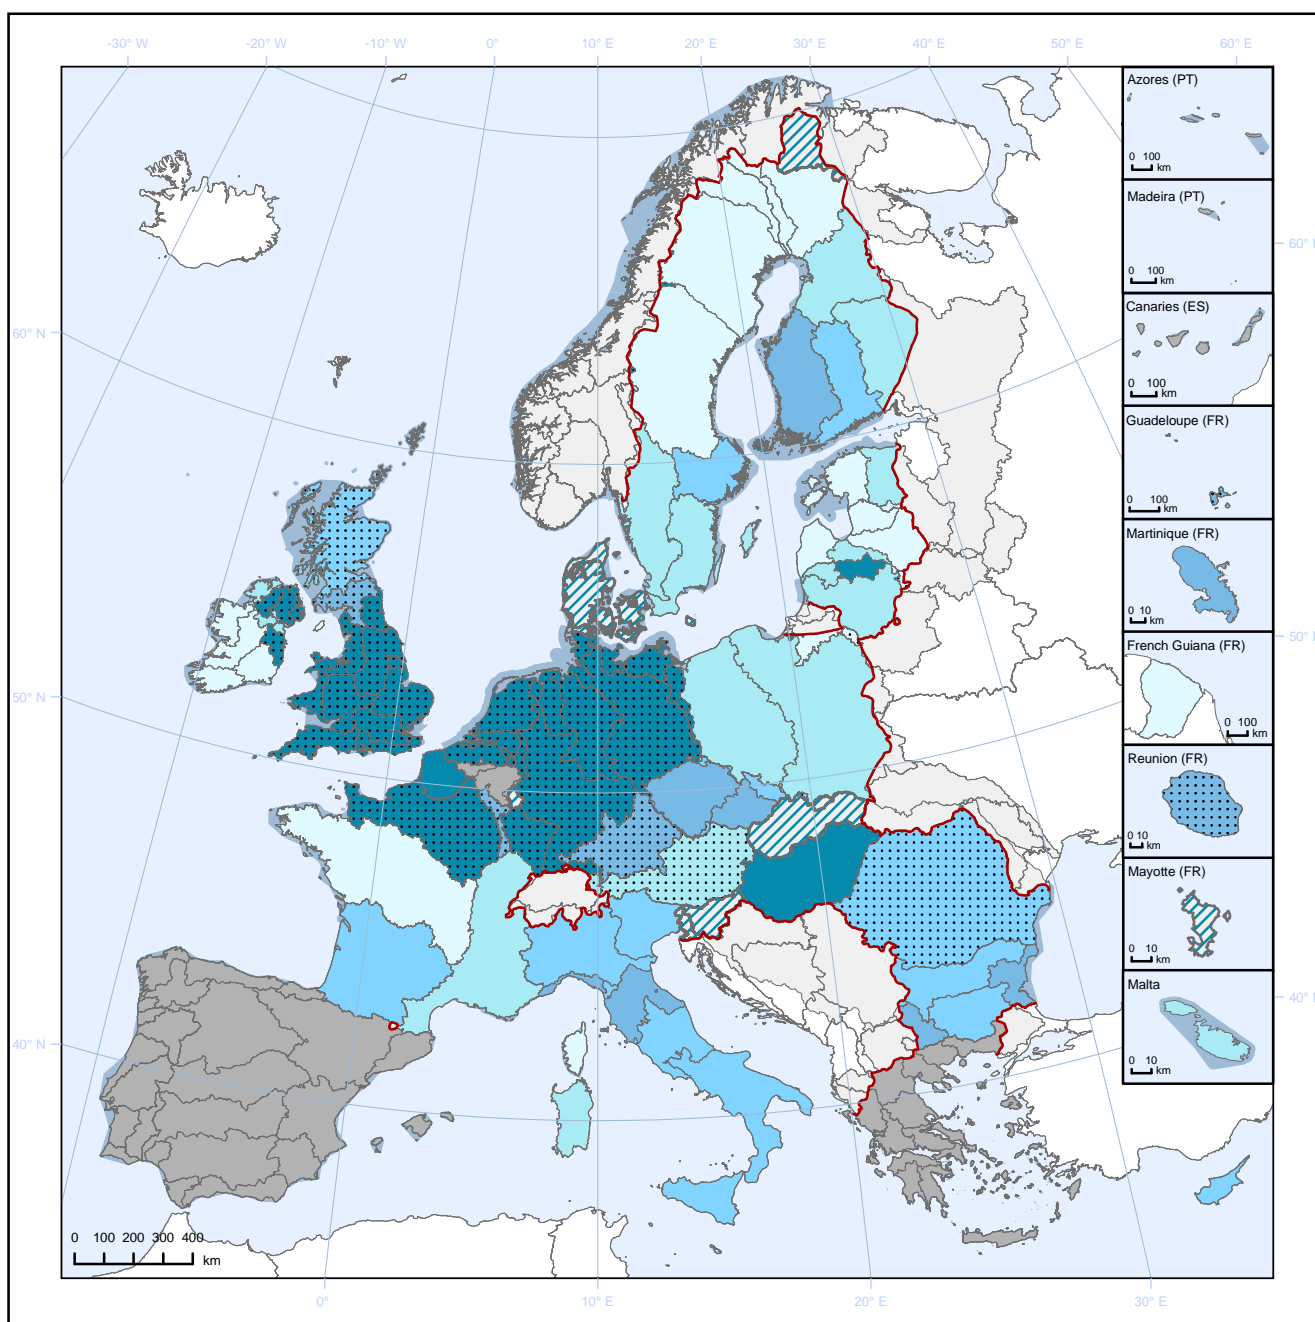 -30° W -20° W -10° W 0° 10° E 20° E 30° E 40° E 50° E 60° E
Azores (PT)
0 100
km
Madeira (PT)
0 100
km
60° N
60° 
Canaries (ES)
0 100
km
Guadeloupe (FR)
0 100
km
Martinique (FR)
0 10
km
50° N
50° 
French Guiana (FR)
0 100
km
Reunion (FR)
0 10
km
Mayotte (FR)
0 10
km
40° N
40° 
Malta
0 10
km
0 100 200 300 400
km
0° 10° E 20° E 30° E